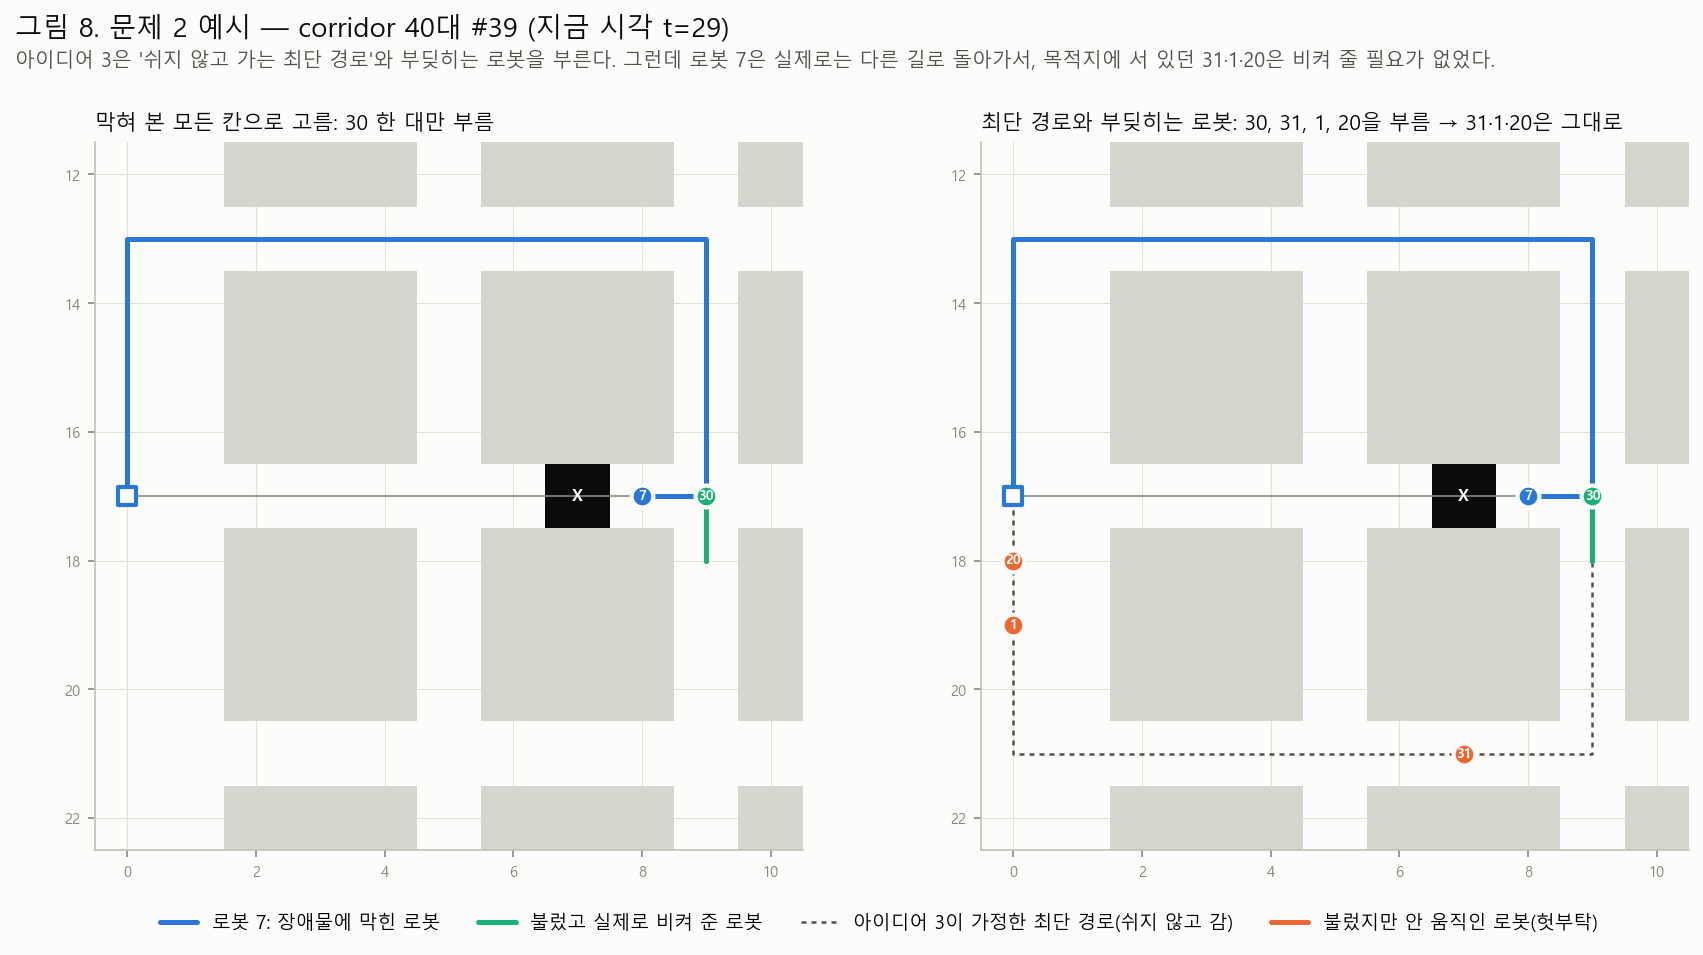 그림 8. 문제 2 예시 — corridor 40대 #39 (지금 시각 t=29)
아이디어 3은 '쉬지 않고 가는 최단 경로'와 부딪히는 로봇을 부른다. 그런데 로봇 7은 실제로는 다른 길로 돌아가서, 목적지에 서 있던 31·1·20은 비켜 줄 필요가 없었다.
막혀 본 모든 칸으로 고름: 30 한 대만 부름
12
14
16
X
7
30
18
20
22
0 2 4 6 8 10
최단 경로와 부딪히는 로봇: 30, 31, 1, 20을 부름 → 31·1·20은 그대로
12
14
16
X
7
30
18
20
1
20
31
22
0 2 4 6 8 10
로봇 7: 장애물에 막힌 로봇
불렀고 실제로 비켜 준 로봇
아이디어 3이 가정한 최단 경로(쉬지 않고 감)
불렀지만 안 움직인 로봇(헛부탁)